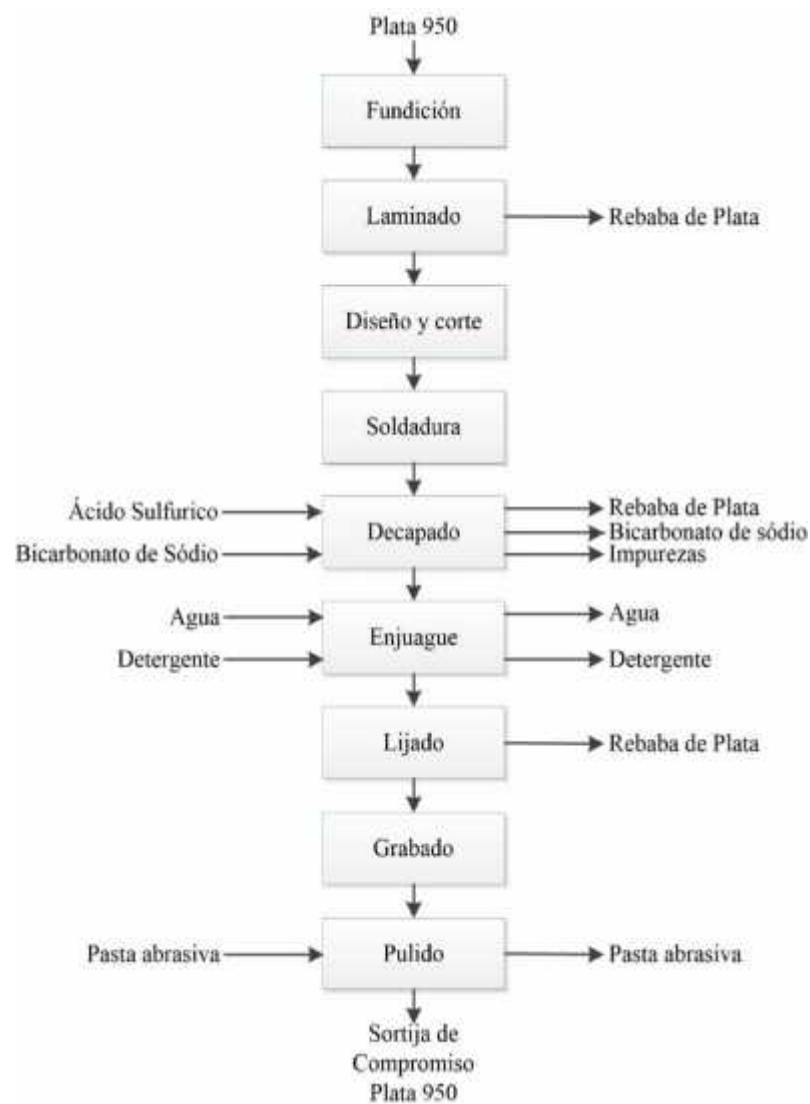 Plata 950
Fundición
Laminado
Rebaba de Plata
Diseño y corte
Soldadura
Ácido Sulfurico
Bicarbonato de Sódio
Decapado
Rebaba de Plata
Bicarbonato de sódio
Impurezas
Agua
Detergente
Enjuague
Agua
Detergente
Lijado
Rebaba de Plata
Grabado
Pasta abrasiva
Pulido
Pasta abrasiva
Sortija de
Compromiso
Plata 950